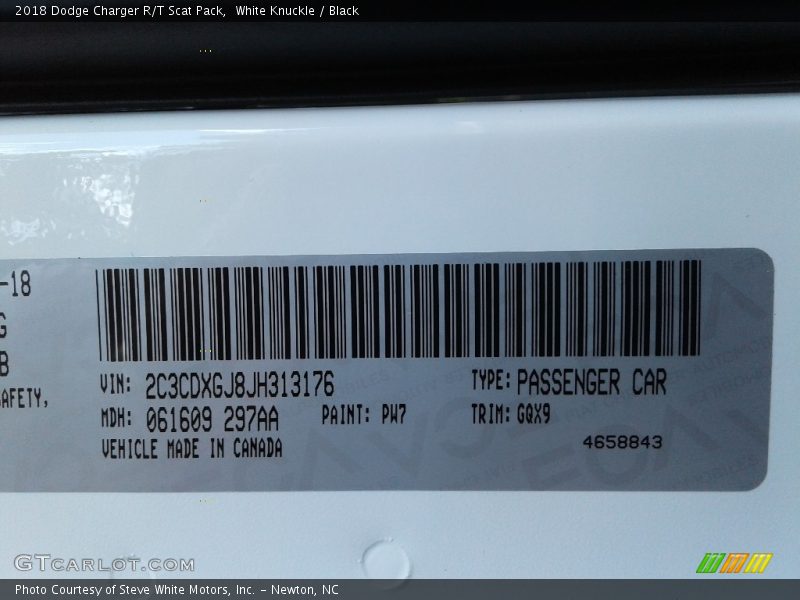 2018 Dodge Charger R/T Scat Pack,  White Knuckle / Black
-18
G
B
AFETY,
VIN: 2C3CDXGJ8JH313176
TYPE: PASSENGER CAR
MDH: 061609 297AA
PAINT: PW7
TRIM: GQX9
VEHICLE MADE IN CANADA
4658843
GTCARLOT.COM
Photo Courtesy of Steve White Motors, Inc. – Newton, NC